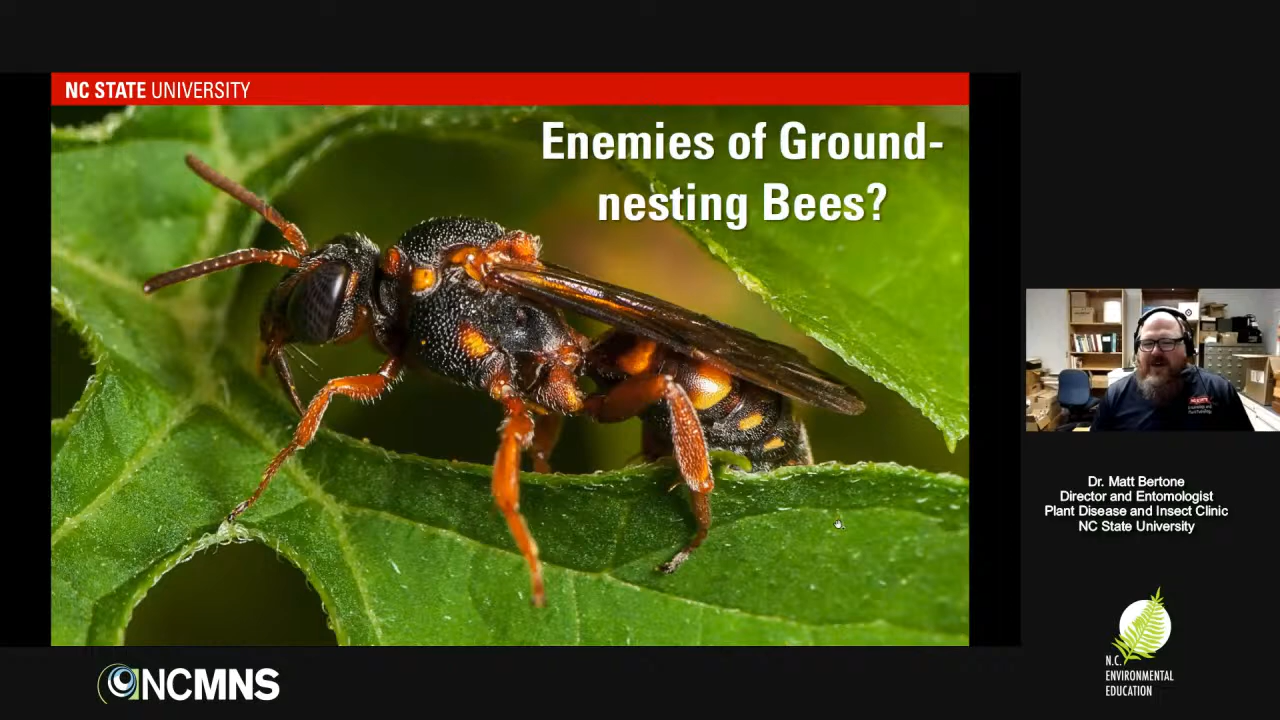 NC STATE UNIVERSITY
Enemies of Ground-
nesting Bees?
Dr. Matt Bertone
Director and Entomologist
Plant Disease and Insect Clinic
NC State University
NCMNS
N.C.
ENVIRONMENTAL
EDUCATION